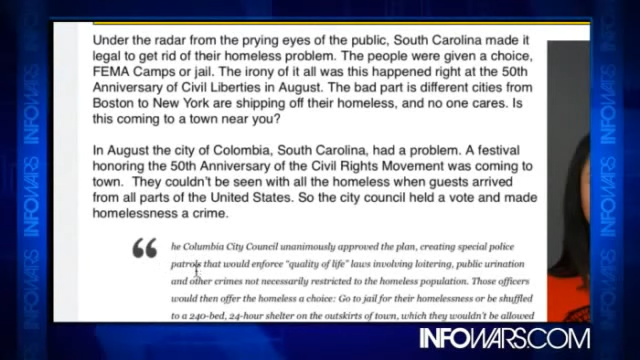 Under the radar from the prying eyes of the public, South Carolina made it
legal to get rid of their homeless problem. The people were given a choice,
FEMA Camps or jail. The irony of it all was this happened right at the 50th
Anniversary of Civil Liberties in August. The bad part is different cities from
Boston to New York are shipping off their homeless, and no one cares. Is
this coming to a town near you?
In August the city of Colombia, South Carolina, had a problem. A festival
honoring the 50th Anniversary of the Civil Rights Movement was coming to
town. They couldn't be seen with all the homeless when guests arrived
from all parts of the United States. So the city council held a vote and made
homelessness a crime.
“ he Columbia City Council unanimously approved the plan, creating special police
patrols that would enforce “quality of life” laws involving loitering, public urination
and other crimes not necessarily restricted to the homeless population. Those officers
would then offer the homeless a choice: Go to jail for their homelessness or be shuffled
to a 240-bed, 24-hour shelter on the outskirts of town, which they wouldn't be allowed
INFOWARS.COM
INFOWARS
INFOWARS
INFOWARS
INFOWARS